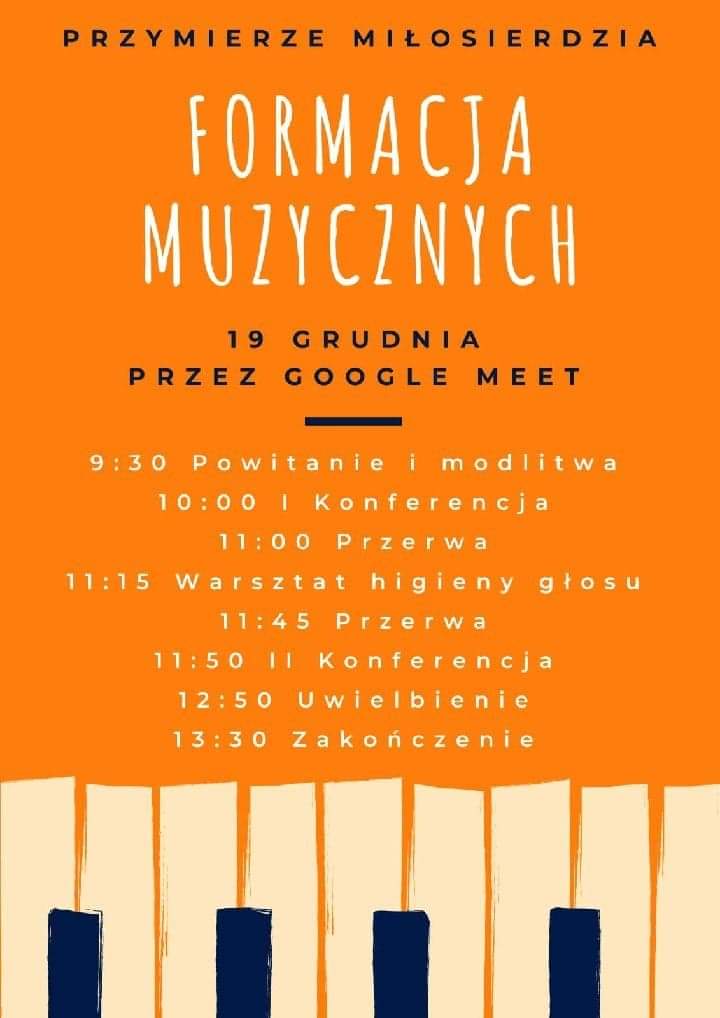 PRZYMIERZE MIŁOSIERDZIA
FORMACJA
MUZYCZNYCH
19 GRUDNIA
PRZEZ GOOGLE MEET
9:30 Powitanie i modlitwa
10:00 I Konferencja
11:00 Przerwa
11:15 Warsztat higieny głosu
11:45 Przerwa
11:50 II Konferencja
12:50 Uwielbienie
13:30 Zakończenie